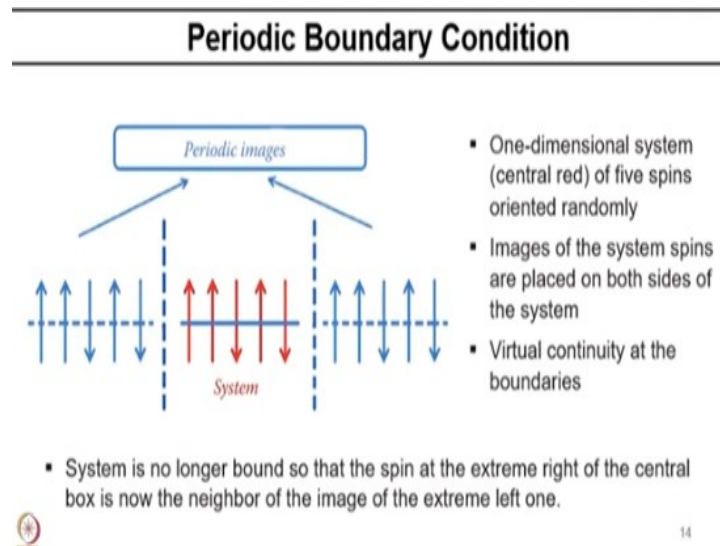 Periodic Boundary Condition
Periodic images
System
▪ One-dimensional system
(central red) of five spins
oriented randomly
▪ Images of the system spins
are placed on both sides of
the system
▪ Virtual continuity at the
boundaries
▪ System is no longer bound so that the spin at the extreme right of the central
box is now the neighbor of the image of the extreme left one.
14